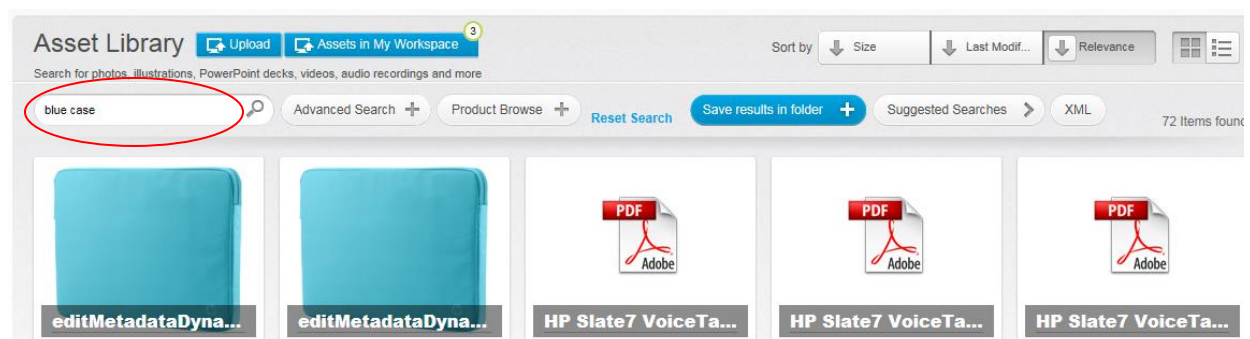 Asset Library Upload Assets in My Workspace 3 Sort by Size Last Modif... Relevance
Search for photos, illustrations, PowerPoint decks, videos, audio recordings and more
blue case Advanced Search Product Browse Reset Search Save results in folder Suggested Searches XML 72 Items found
PDF Adobe PDF Adobe PDF Adobe
editMetadataDyna... editMetadataDyna... HP Slate7 VoiceTa... HP Slate7 VoiceTa... HP Slate7 VoiceTa...